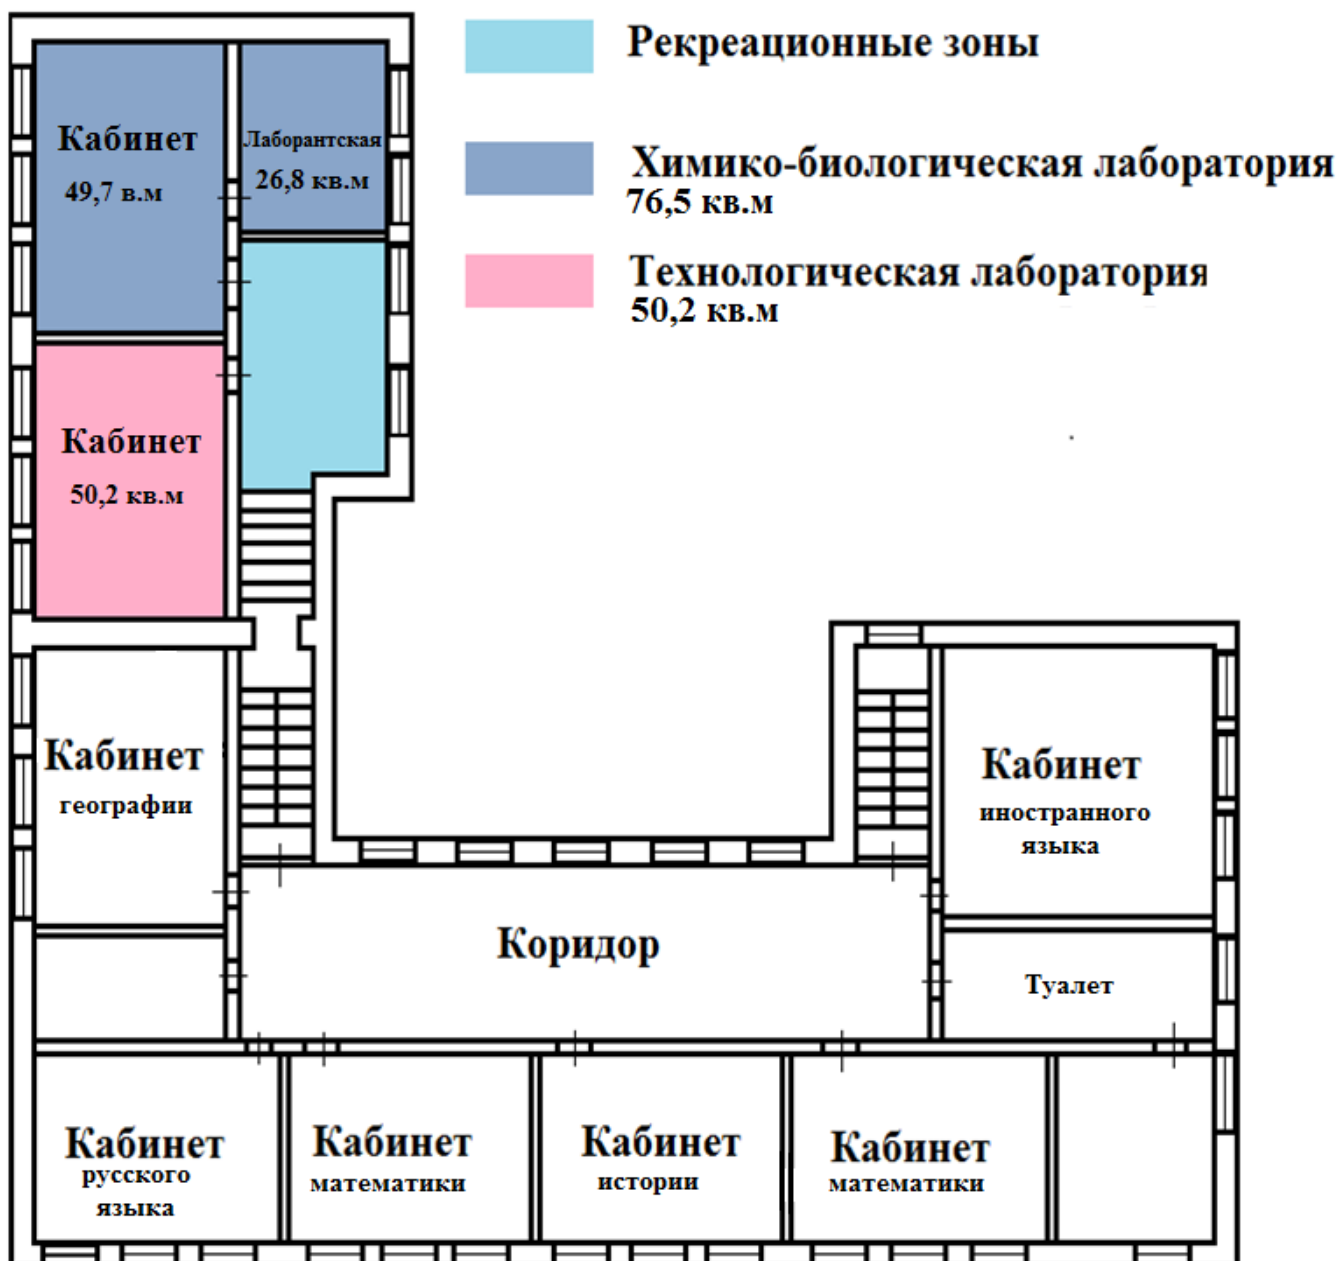 Рекреационные зоны
Химико-биологическая лаборатория
76,5 кв.м
Технологическая лаборатория
50,2 кв.м
Кабинет
49,7 в.м
Лаборантская
26,8 кв.м
Кабинет
50,2 кв.м
Кабинет
географии
Кабинет
иностранного
языка
Коридор
Туалет
Кабинет
русского
языка
Кабинет
математики
Кабинет
истории
Кабинет
математики